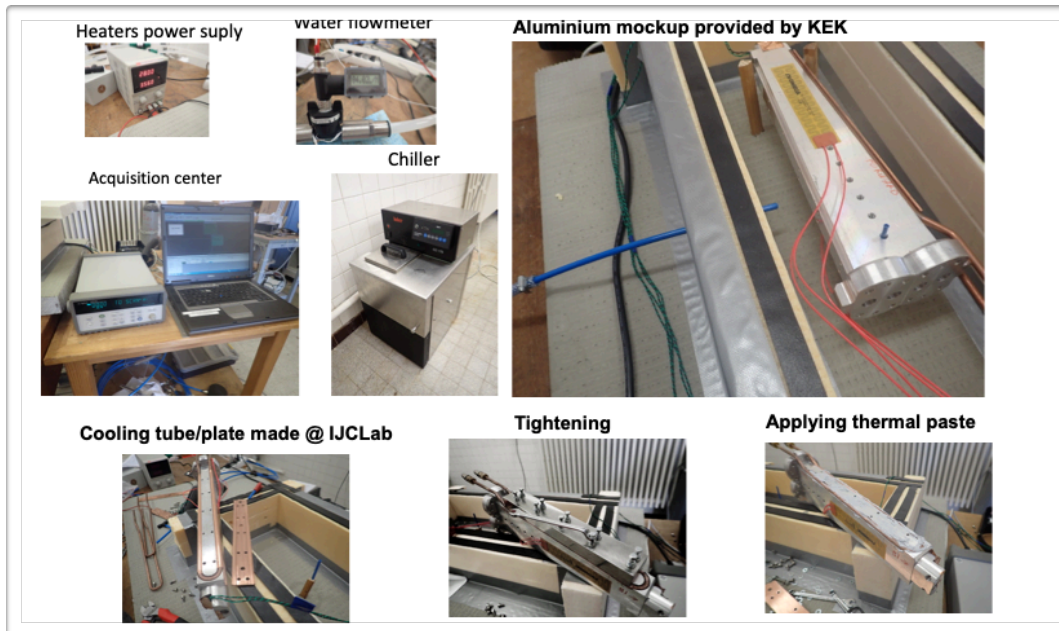 Heaters power suply
Water flowmeter
Aluminium mockup provided by KEK
Acquisition center
Chiller
Cooling tube/plate made @ IJCLab
Tightening
Applying thermal paste